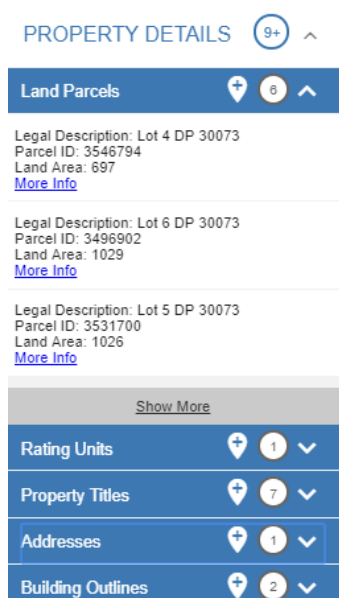 PROPERTY DETAILS 9+
Land Parcels 6
Legal Description: Lot 4 DP 30073
Parcel ID: 3546794
Land Area: 697
More Info
Legal Description: Lot 6 DP 30073
Parcel ID: 3496902
Land Area: 1029
More Info
Legal Description: Lot 5 DP 30073
Parcel ID: 3531700
Land Area: 1026
More Info
Show More
Rating Units 1
Property Titles 7
Addresses 1
Building Outlines 2